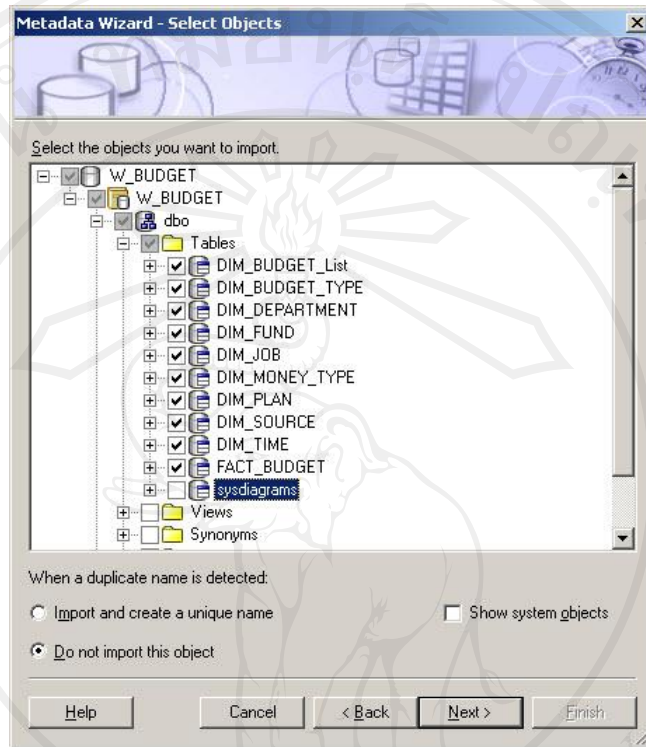 Metadata Wizard - Select Objects
Select the objects you want to import.
W_BUDGET
W_BUDGET
dbo
Tables
DIM_BUDGET_List
DIM_BUDGET_TYPE
DIM_DEPARTMENT
DIM_FUND
DIM_JOB
DIM_MONEY_TYPE
DIM_PLAN
DIM_SOURCE
DIM_TIME
FACT_BUDGET
sysdiagrams
Views
Synonyms
When a duplicate name is detected:
Import and create a unique name
Show system objects
Do not import this object
Help Cancel < Back Next > Finish